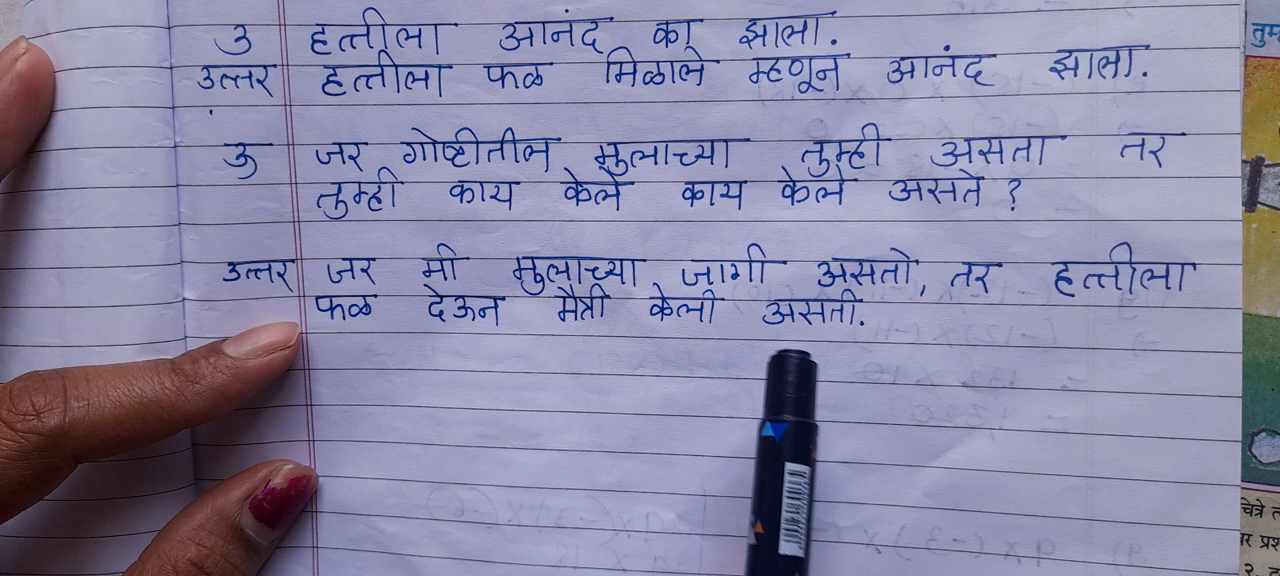 उ हत्तीला आनंद का झाला.
उत्तर हत्तीला फळ मिळाले म्हणून आनंद झाला.
उ जर गोष्टीतील मुलाच्या तुम्ही असता तर
तुम्ही काय केले काय केले असते ?
उत्तर जर मी मुलाच्या जागी असतो, तर हत्तीला
फळ देऊन मैत्री केली असती.